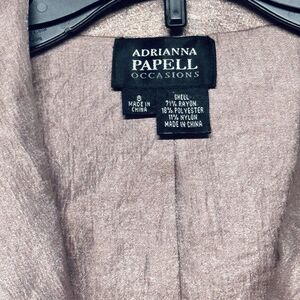 ADRIANNA
PAPELL
OCCASIONS
8
MADE IN
CHINA
SHELL
71% RAYON
18% POLYESTER
11% NYLON
MADE IN CHINA